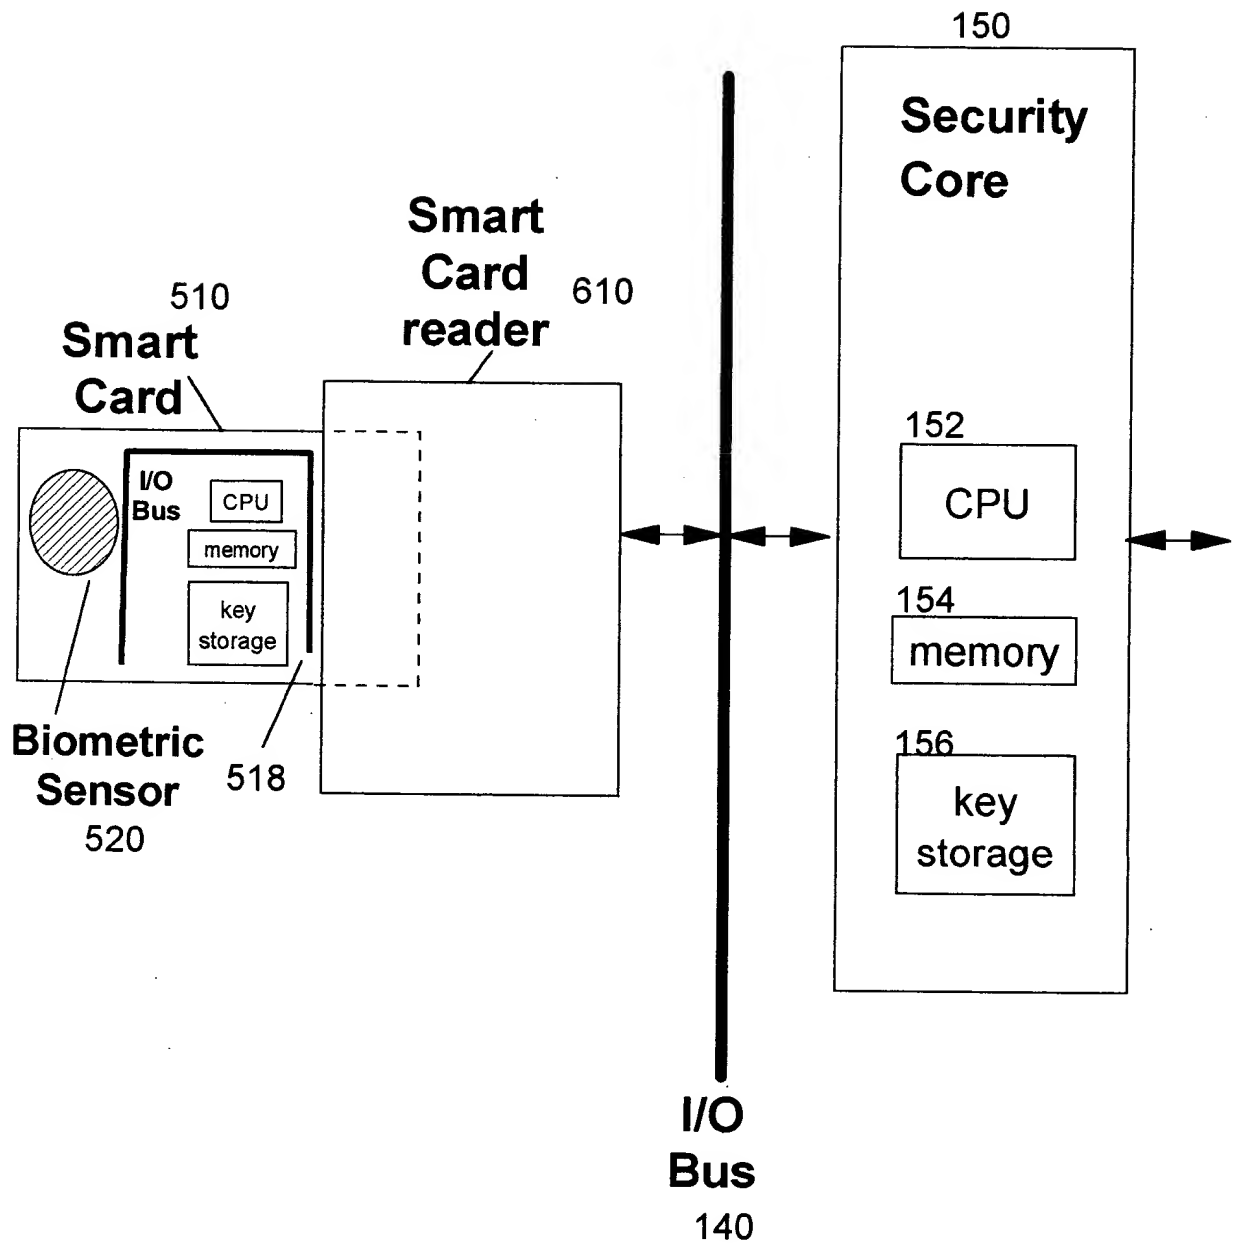 150
Security
Core
Smart
Card
reader
610
510
Smart
Card
I/O
Bus
CPU
memory
key
storage
Biometric
Sensor
520
518
152
CPU
154
memory
156
key
storage
I/O
Bus
140